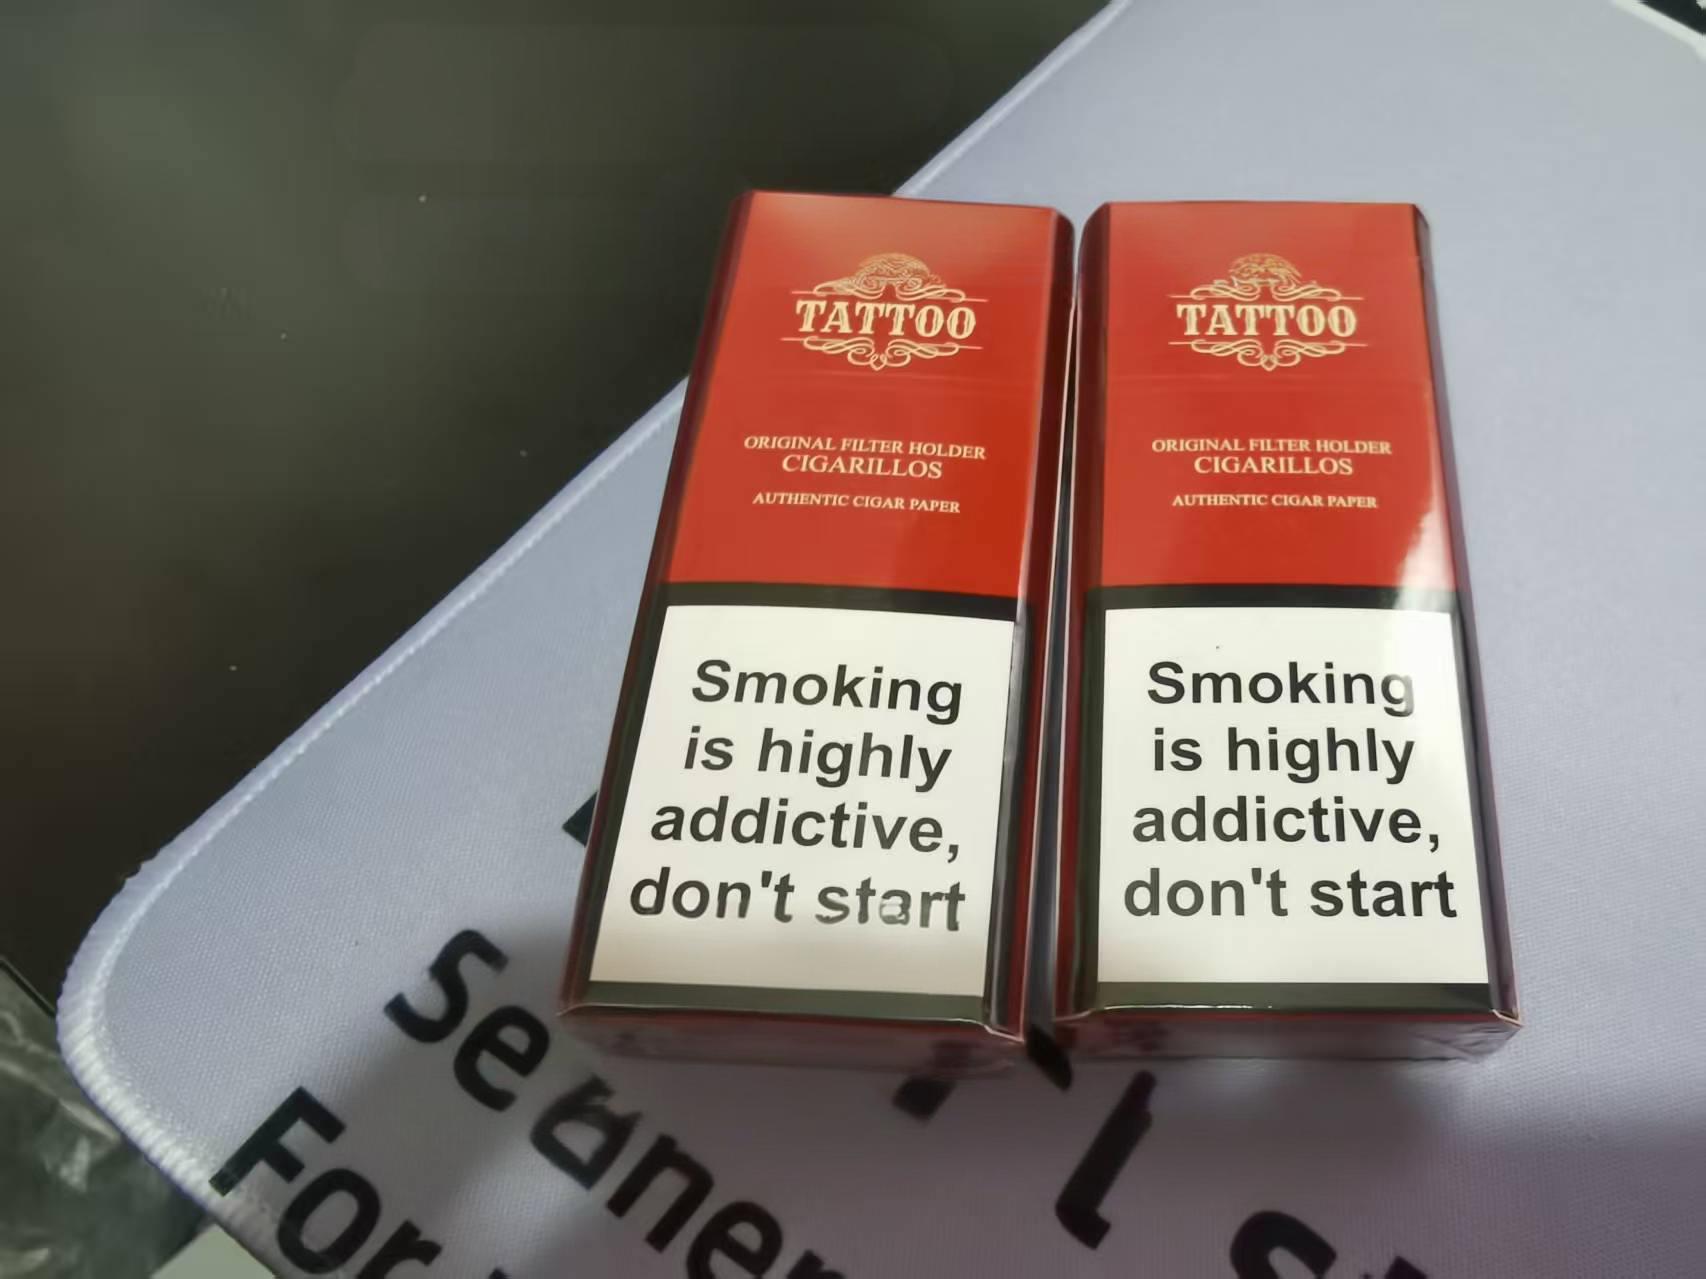 TATTOO
ORIGINAL FILTER HOLDER
CIGARILLOS
AUTHENTIC CIGAR PAPER
Smoking
is highly
addictive,
don't start
TATTOO
ORIGINAL FILTER HOLDER
CIGARILLOS
AUTHENTIC CIGAR PAPER
Smoking
is highly
addictive,
don't start
For